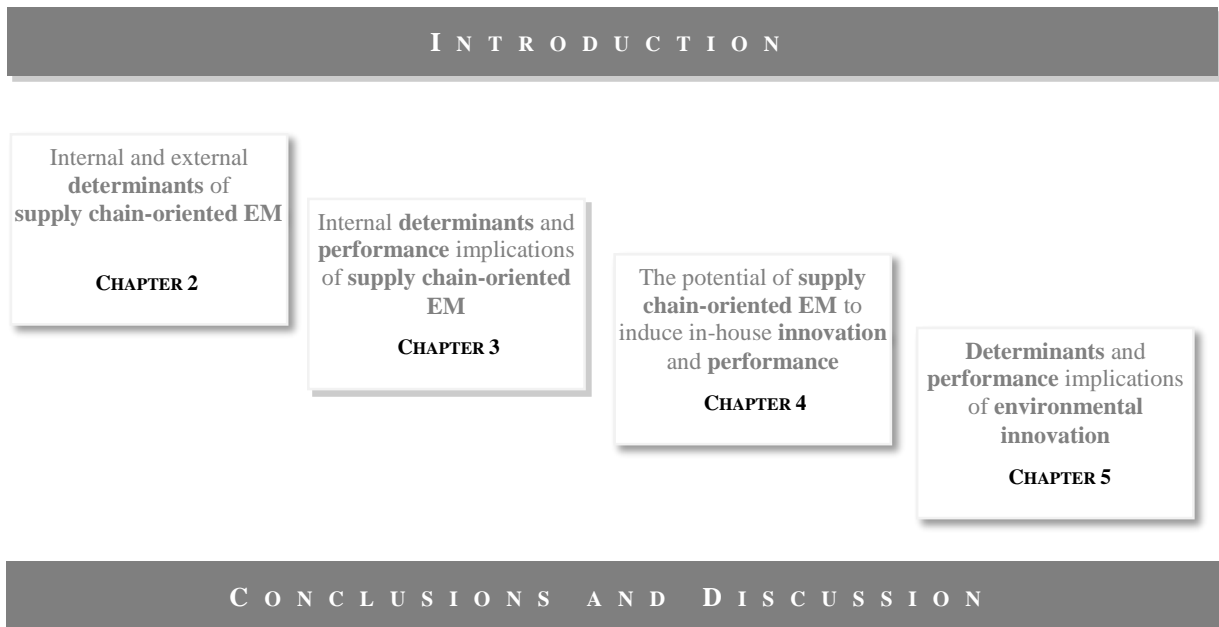 INTRODUCTION
Internal and external
determinants of
supply chain-oriented EM
CHAPTER 2
Internal determinants and
performance implications
of supply chain-oriented
EM
CHAPTER 3
The potential of supply
chain-oriented EM to
induce in-house innovation
and performance
CHAPTER 4
Determinants and
performance implications
of environmental
innovation
CHAPTER 5
CONCLUSIONS AND DISCUSSION